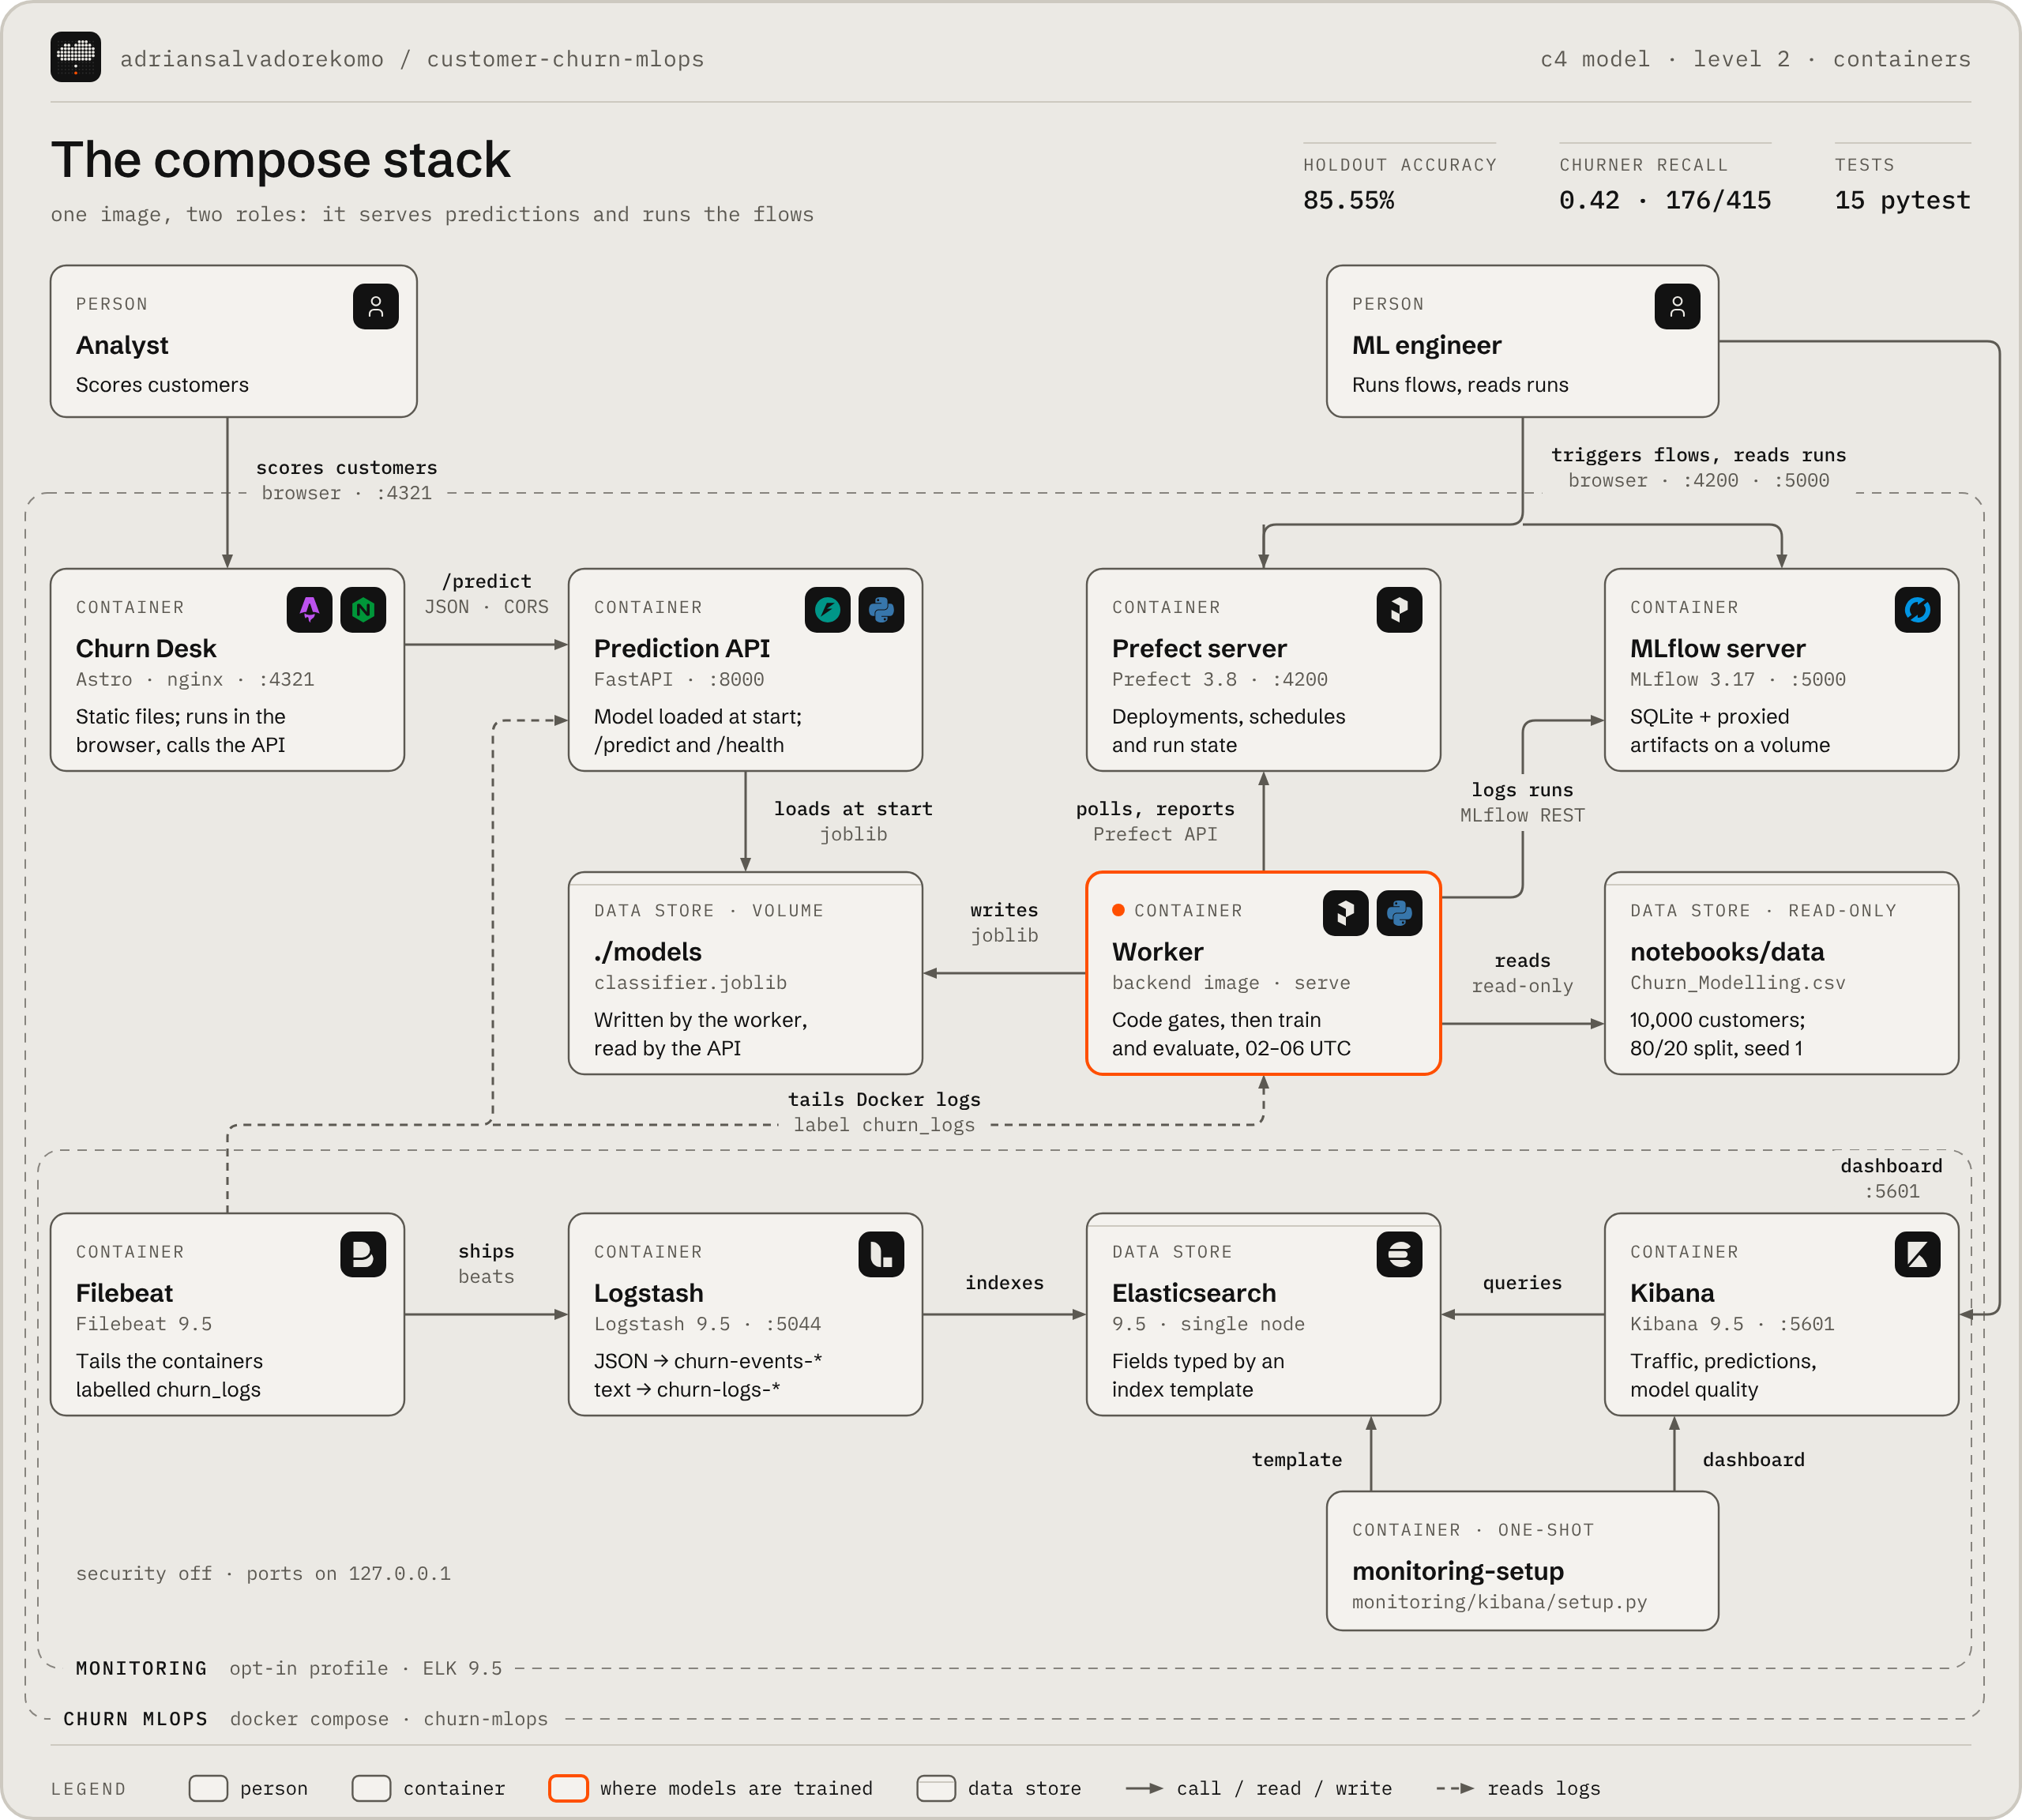 adriansalvadorekomo / customer-churn-mlops
c4 model · level 2 · containers
The compose stack
one image, two roles: it serves predictions and runs the flows
HOLDOUT ACCURACY
85.55%
CHURNER RECALL
0.42 · 176/415
TESTS
15 pytest
PERSON
Analyst
Scores customers
PERSON
ML engineer
Runs flows, reads runs
scores customers
browser · :4321
triggers flows, reads runs
browser · :4200 · :5000
CONTAINER
Churn Desk
Astro · nginx · :4321
Static files; runs in the
browser, calls the API
/predict
JSON · CORS
CONTAINER
Prediction API
FastAPI · :8000
Model loaded at start;
/predict and /health
CONTAINER
Prefect server
Prefect 3.8 · :4200
Deployments, schedules
and run state
CONTAINER
MLflow server
MLflow 3.17 · :5000
SQLite + proxied
artifacts on a volume
loads at start
joblib
polls, reports
Prefect API
logs runs
MLflow REST
DATA STORE · VOLUME
./models
classifier.joblib
Written by the worker,
read by the API
writes
joblib
CONTAINER
Worker
backend image · serve
Code gates, then train
and evaluate, 02–06 UTC
reads
read-only
DATA STORE · READ-ONLY
notebooks/data
Churn_Modelling.csv
10,000 customers;
80/20 split, seed 1
tails Docker logs
label churn_logs
dashboard
:5601
CONTAINER
Filebeat
Filebeat 9.5
Tails the containers
labelled churn_logs
ships
beats
CONTAINER
Logstash
Logstash 9.5 · :5044
JSON → churn-events-*
text → churn-logs-*
indexes
DATA STORE
Elasticsearch
9.5 · single node
Fields typed by an
index template
queries
CONTAINER
Kibana
Kibana 9.5 · :5601
Traffic, predictions,
model quality
template
dashboard
CONTAINER · ONE-SHOT
monitoring-setup
monitoring/kibana/setup.py
security off · ports on 127.0.0.1
MONITORING opt-in profile · ELK 9.5
CHURN MLOPS docker compose · churn-mlops
LEGEND
person
container
where models are trained
data store
call / read / write
reads logs